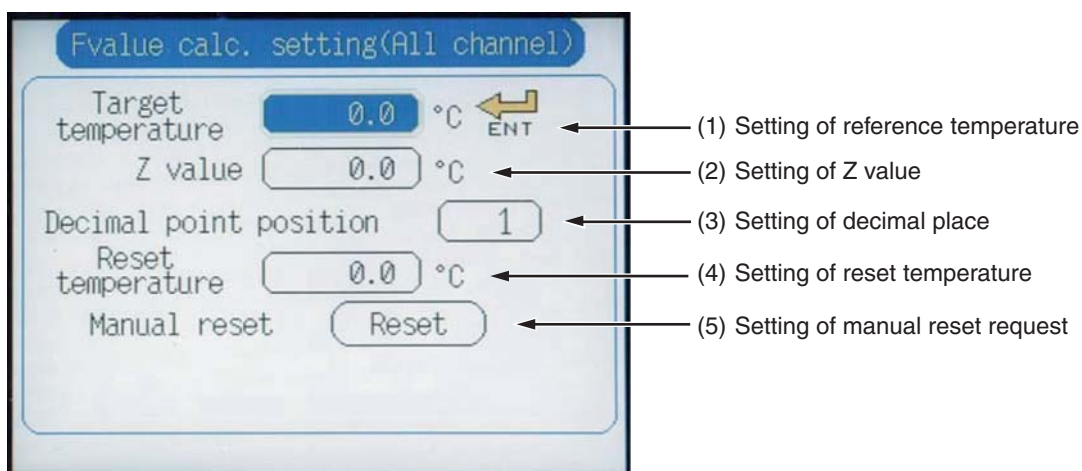 Fvalue calc. setting(All channel)
Target temperature 0.0 °C ENT
(1) Setting of reference temperature
Z value 0.0 °C
(2) Setting of Z value
Decimal point position 1
(3) Setting of decimal place
Reset temperature 0.0 °C
(4) Setting of reset temperature
Manual reset Reset
(5) Setting of manual reset request